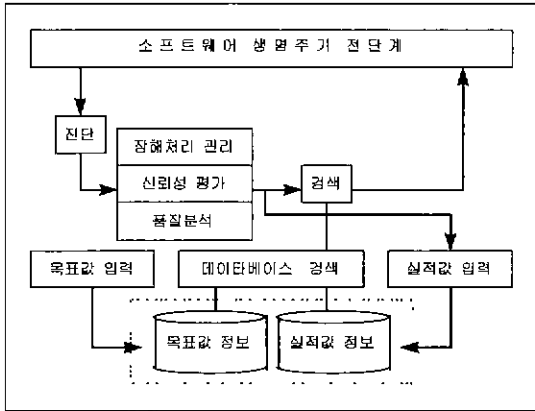 소프트웨어 생명주기 전단계
진단
장해처리 관리
신뢰성 평가
검색
품질분석
목표값 입력
데이타베이스 검색
실적값 입력
목표값 정보
실적값 정보